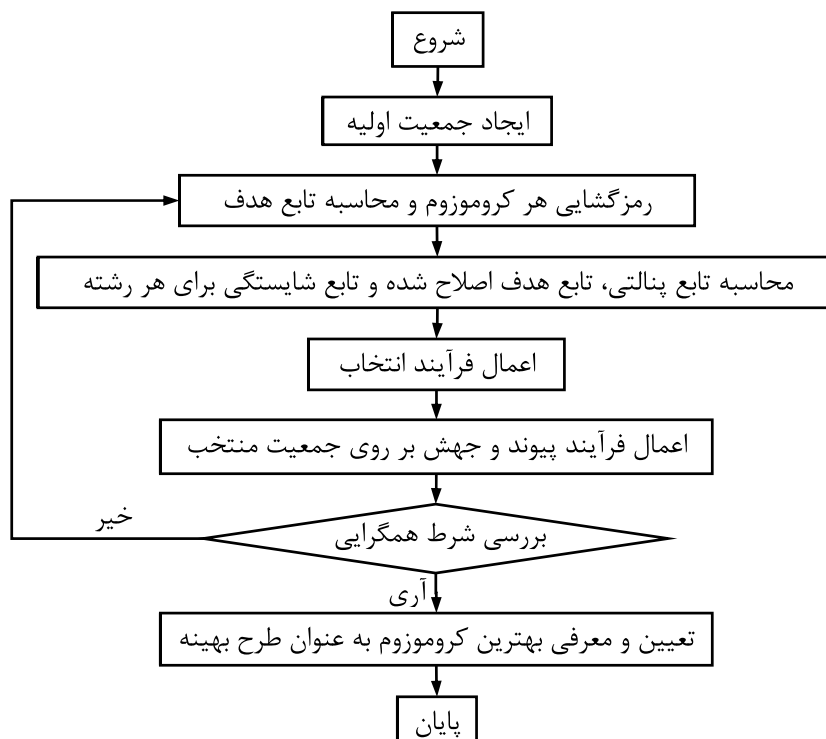 شروع
ایجاد جمعیت اولیه
رمزگشایی هر کروموزوم و محاسبه تابع هدف
محاسبه تابع پنالتی، تابع هدف اصلاح شده و تابع شایستگی برای هر رشته
اعمال فرآیند انتخاب
اعمال فرآیند پیوند و جهش بر روی جمعیت منتخب
بررسی شرط همگرایی
خیر
آری
تعیین و معرفی بهترین کروموزوم به عنوان طرح بهینه
پایان